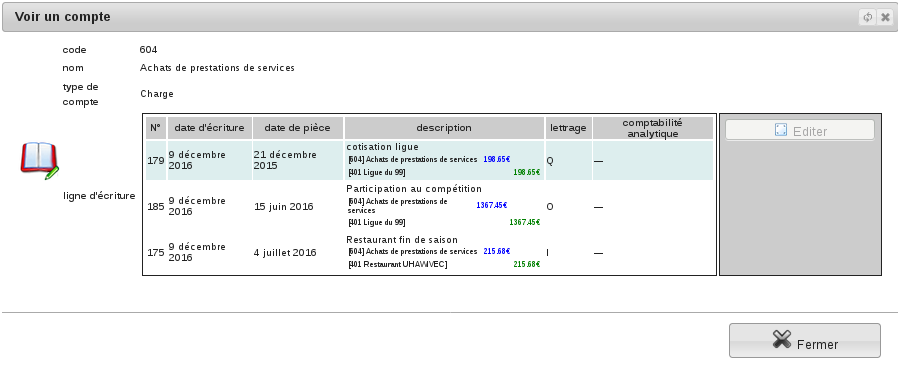 Voir un compte
code 604
nom Achats de prestations de services
type de
compte
Charge
ligne d'écriture
N° date d'écriture date de pièce description lettrage comptabilité
analytique
179 9 décembre
2016
21 décembre
2015
cotisation ligue
[604] Achats de prestations de services 198.65€
[401 Ligue du 99] 198.65€
Q —
185 9 décembre
2016
15 juin 2016
Participation au compétition
[604] Achats de prestations de
services
1367.45€
[401 Ligue du 99] 1367.45€
O —
175 9 décembre
2016
4 juillet 2016
Restaurant fin de saison
[604] Achats de prestations de services 215.68€
[401 Restaurant UHAWIVEC] 215.68€
I —
Editer
Fermer